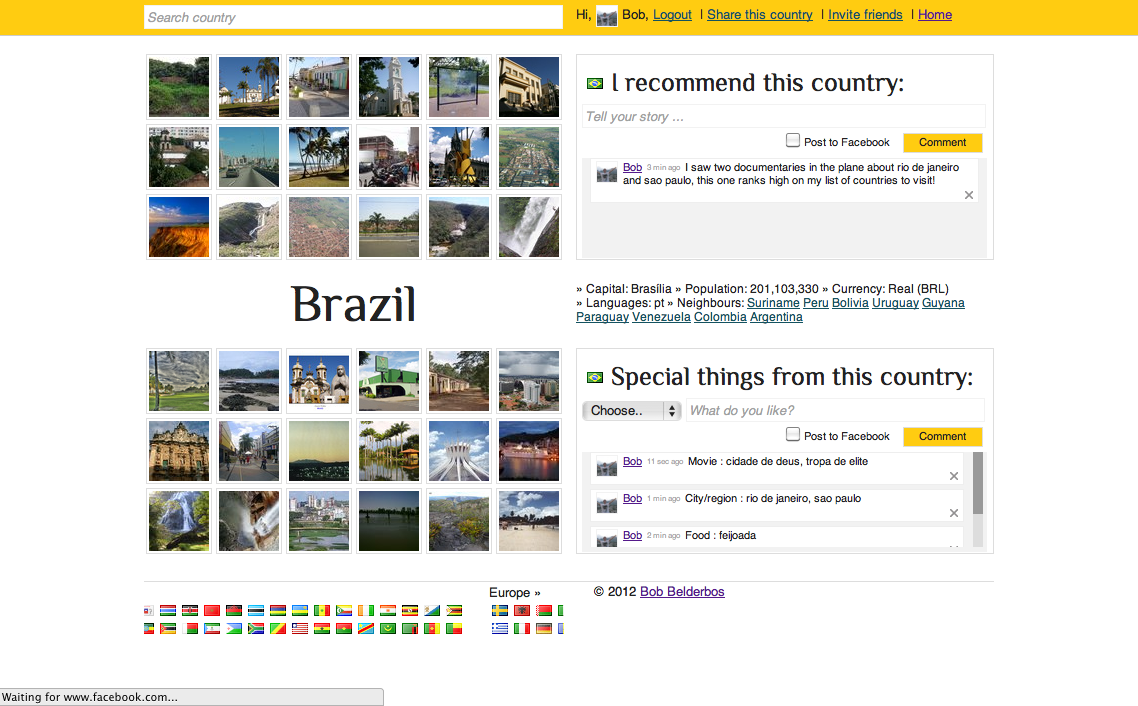 Search country
Hi, Bob, Logout | Share this country | Invite friends | Home
I recommend this country:
Tell your story ...
Post to Facebook Comment
Bob 3 min ago I saw two documentaries in the plane about rio de janeiro
and sao paulo, this one ranks high on my list of countries to visit!
Brazil
» Capital: Brasília » Population: 201,103,330 » Currency: Real (BRL)
» Languages: pt » Neighbours: Suriname Peru Bolivia Uruguay Guyana
Paraguay Venezuela Colombia Argentina
Special things from this country:
Choose.. What do you like?
Post to Facebook Comment
Bob 11 sec ago Movie : cidade de deus, tropa de elite
Bob 1 min ago City/region : rio de janeiro, sao paulo
Bob 2 min ago Food : feijoada
Europe »
© 2012 Bob Belderbos
Waiting for www.facebook.com...